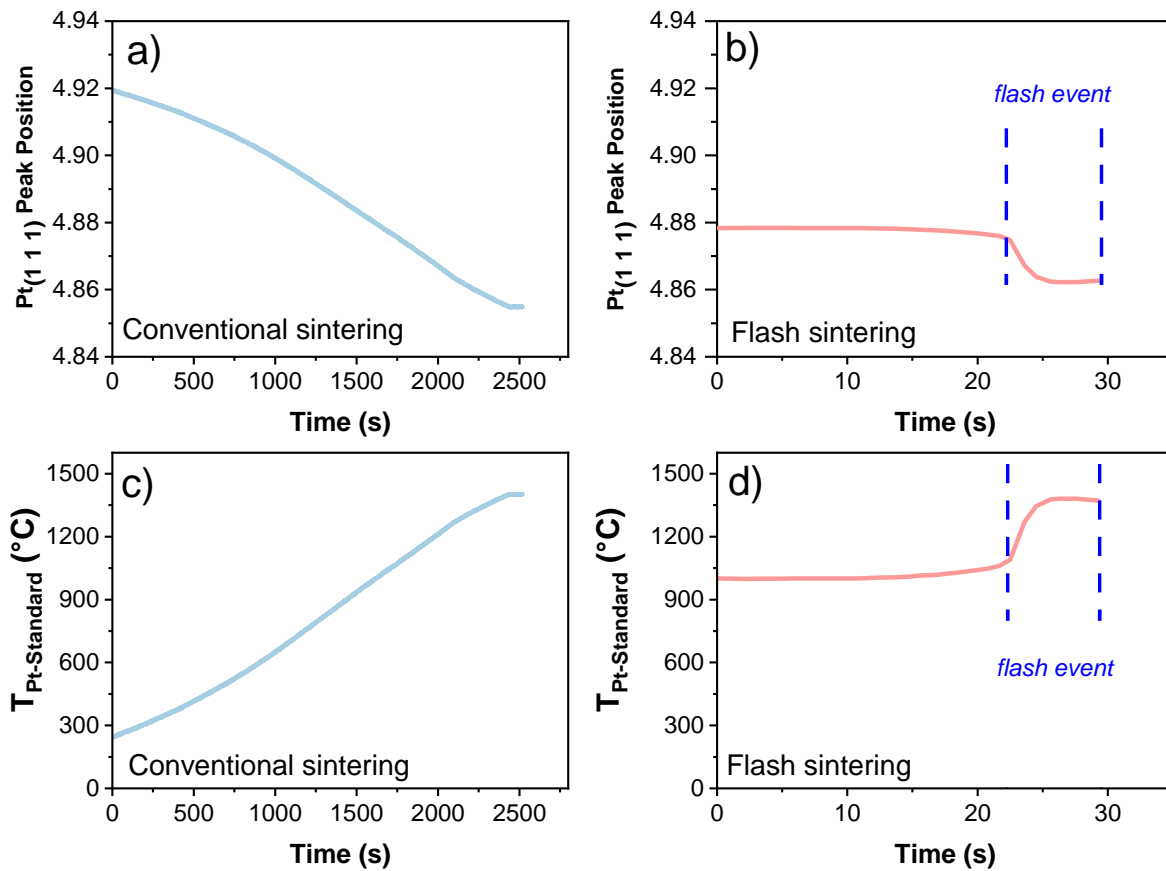 a)
Pt(1 1 1) Peak Position
4.94
4.92
4.90
4.88
4.86
4.84
Conventional sintering
0 500 1000 1500 2000 2500
Time (s)
b)
flash event
Pt(1 1 1) Peak Position
4.94
4.92
4.90
4.88
4.86
4.84
Flash sintering
0 10 20 30
Time (s)
c)
TPt-Standard (°C)
1500
1200
900
600
300
0
Conventional sintering
0 500 1000 1500 2000 2500
Time (s)
d)
TPt-Standard (°C)
1500
1200
900
600
300
0
flash event
Flash sintering
0 10 20 30
Time (s)